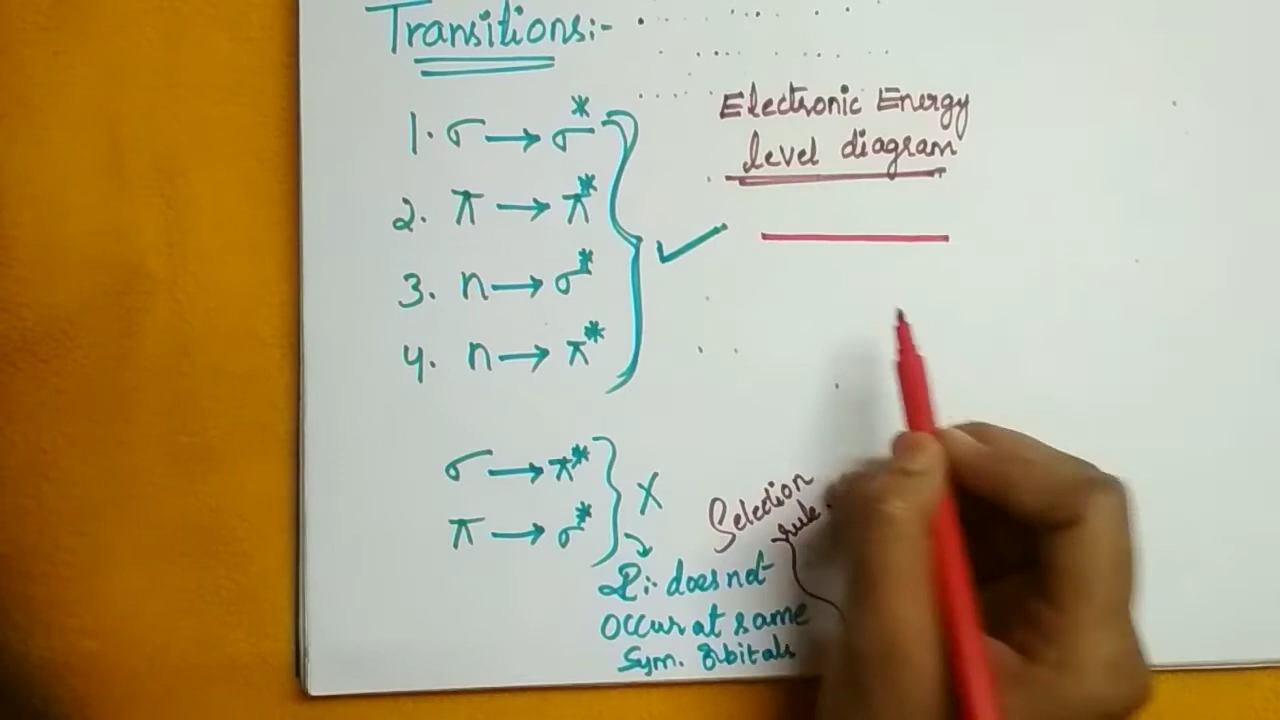 Transitions:-
1. σ → σ*
2. π → π*
3. n → σ*
4. n → π*
Electronic Energy
level diagram
σ → π*
π → σ*
X
Selection
rule.
does not
occur at same
Sym. orbitals